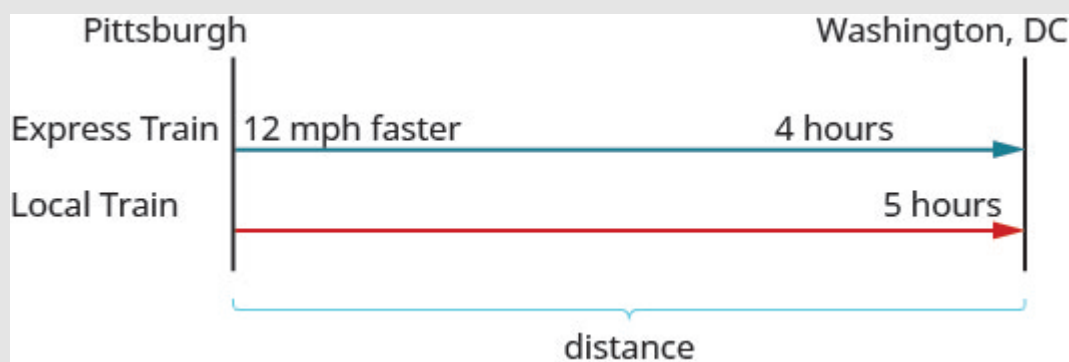 Pittsburgh Washington, DC
Express Train 12 mph faster 4 hours
Local Train 5 hours
distance